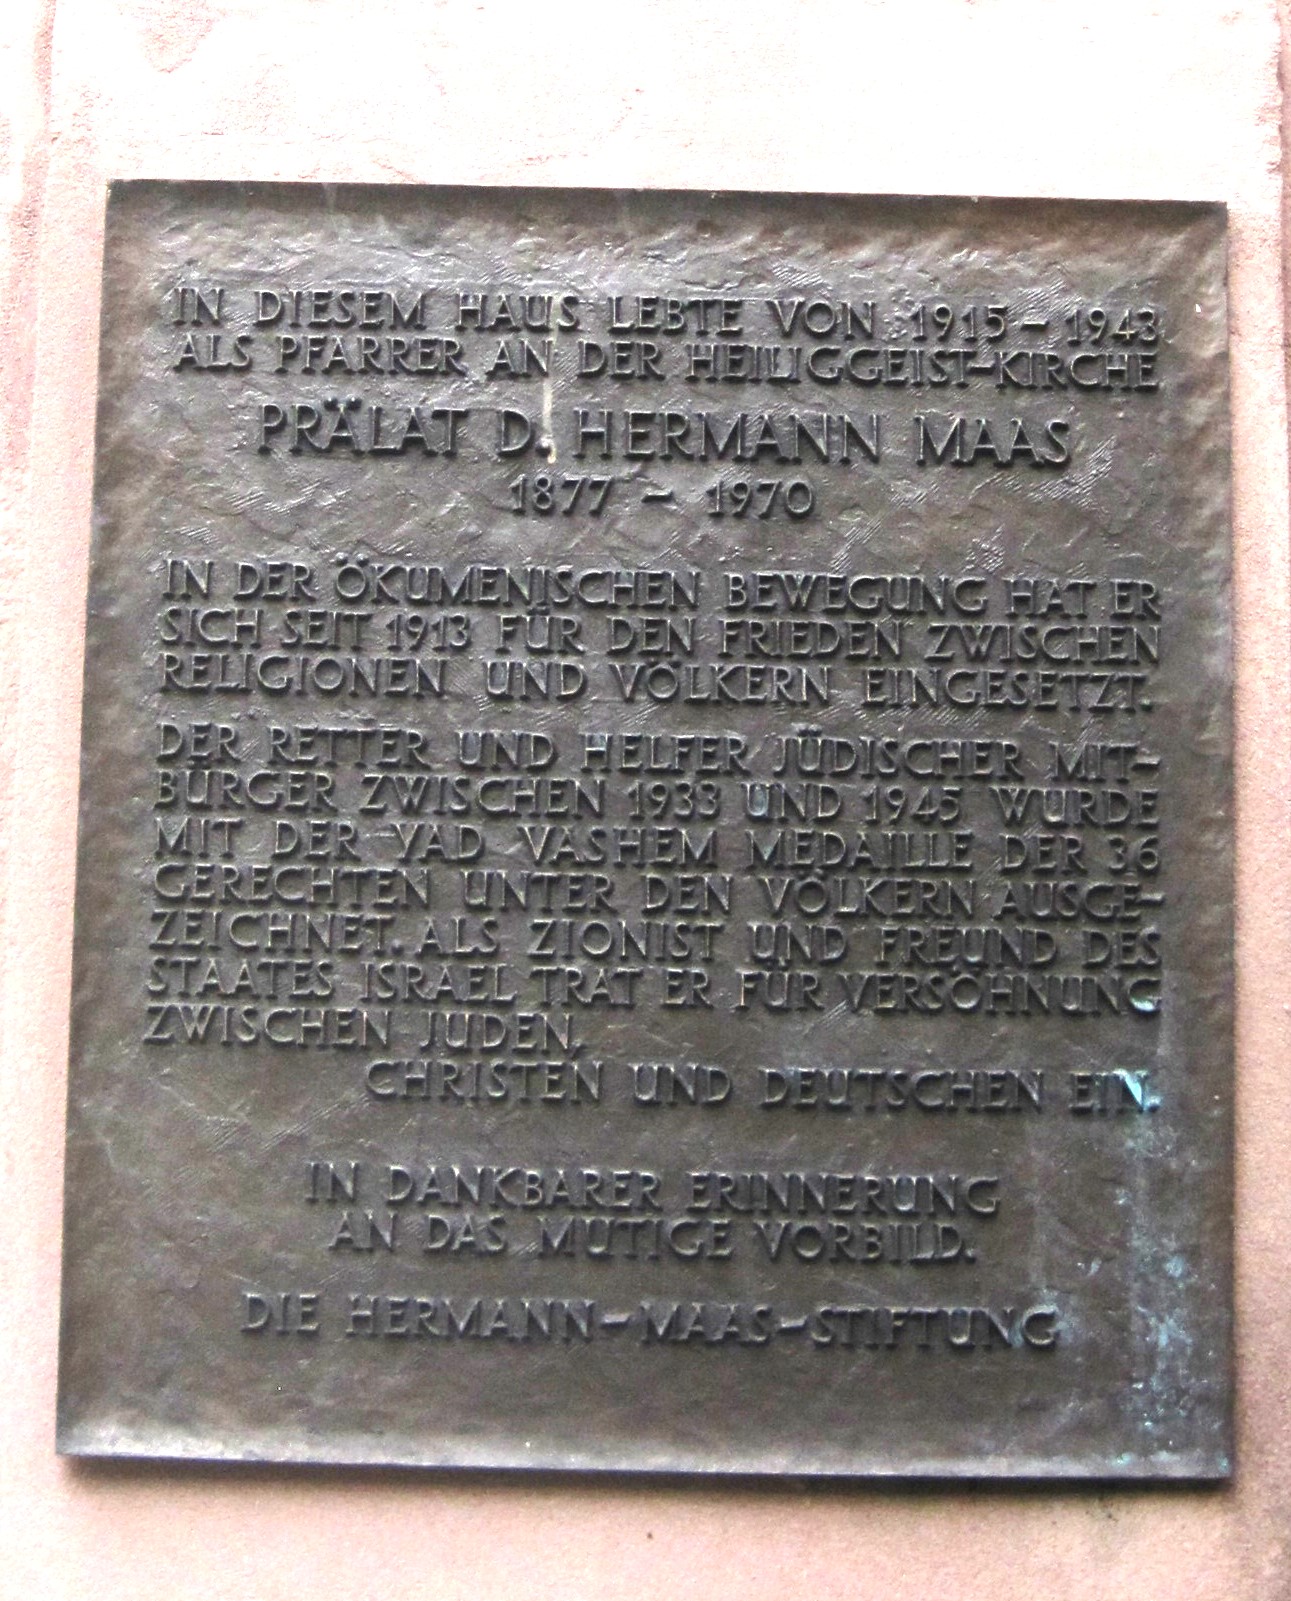 IN DIESEM HAUS LEBTE VON 1915 – 1943
ALS PFARRER AN DER HEILIGGEIST-KIRCHE
PRÄLAT D. HERMANN MAAS
1877 – 1970
IN DER ÖKUMENISCHEN BEWEGUNG HAT ER
SICH SEIT 1913 FÜR DEN FRIEDEN ZWISCHEN
RELIGIONEN UND VÖLKERN EINGESETZT.
DER RETTER UND HELFER JÜDISCHER MIT-
BÜRGER ZWISCHEN 1933 UND 1945 WURDE
MIT DER YAD VASHEM MEDAILLE DER 36
GERECHTEN UNTER DEN VÖLKERN AUSGE-
ZEICHNET. ALS ZIONIST UND FREUND DES
STAATES ISRAEL TRAT ER FÜR VERSÖHNUNG
ZWISCHEN JUDEN,
CHRISTEN UND DEUTSCHEN EIN.
IN DANKBARER ERINNERUNG
AN DAS MUTIGE VORBILD.
DIE HERMANN-MAAS-STIFTUNG